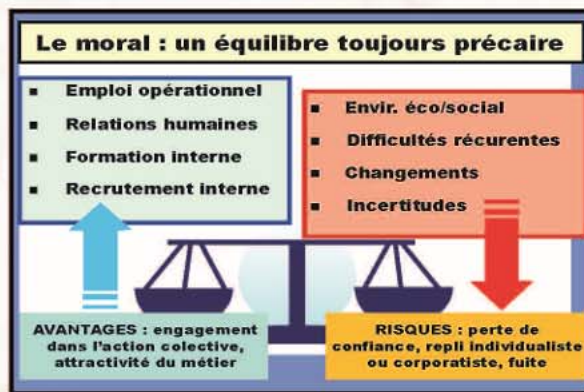 Le moral : un équilibre toujours précaire
▪ Emploi opérationnel
▪ Relations humaines
▪ Formation interne
▪ Recrutement interne
▪ Envir. éco/social
▪ Difficultés récurentes
▪ Changements
▪ Incertitudes
AVANTAGES : engagement
dans l'action colective,
attractivité du métier
RISQUES : perte de
confiance, repli individualiste
ou corporatiste, fuite